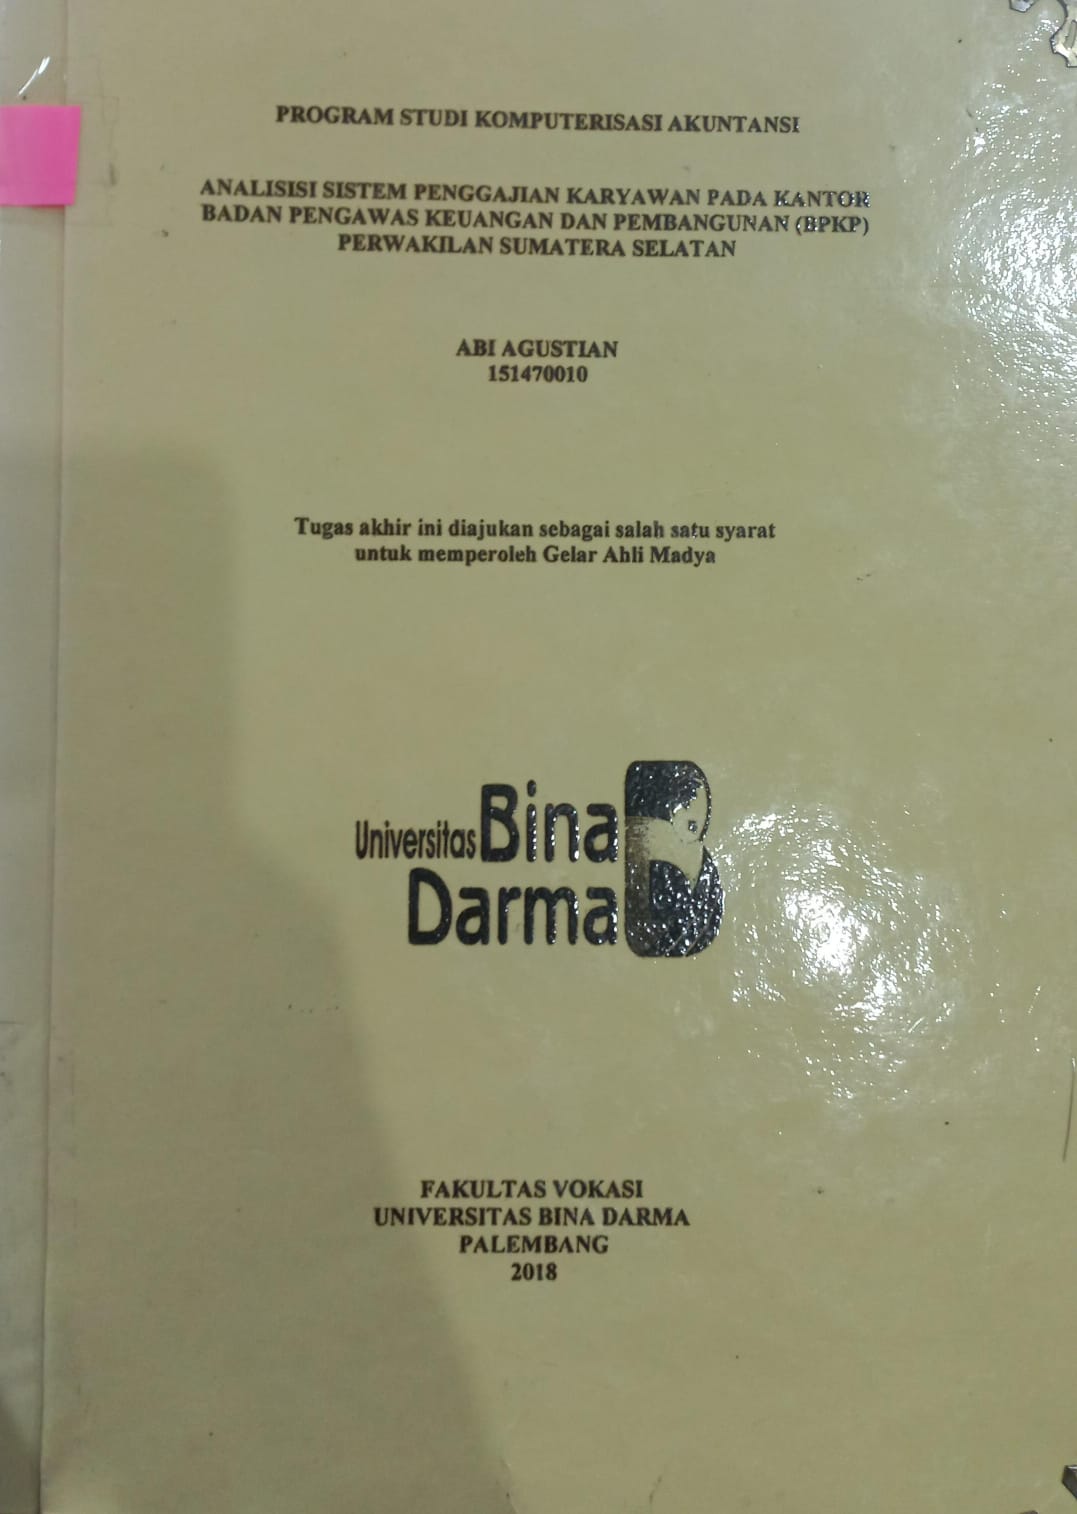 PROGRAM STUDI KOMPUTERISASI AKUNTANSI
ANALISISI SISTEM PENGGAJIAN KARYAWAN PADA KANTOR
BADAN PENGAWAS KEUANGAN DAN PEMBANGUNAN (BPKP)
PERWAKILAN SUMATERA SELATAN
ABI AGUSTIAN
151470010
Tugas akhir ini diajukan sebagai salah satu syarat
untuk memperoleh Gelar Ahli Madya
Universitas Bina
Darma
FAKULTAS VOKASI
UNIVERSITAS BINA DARMA
PALEMBANG
2018